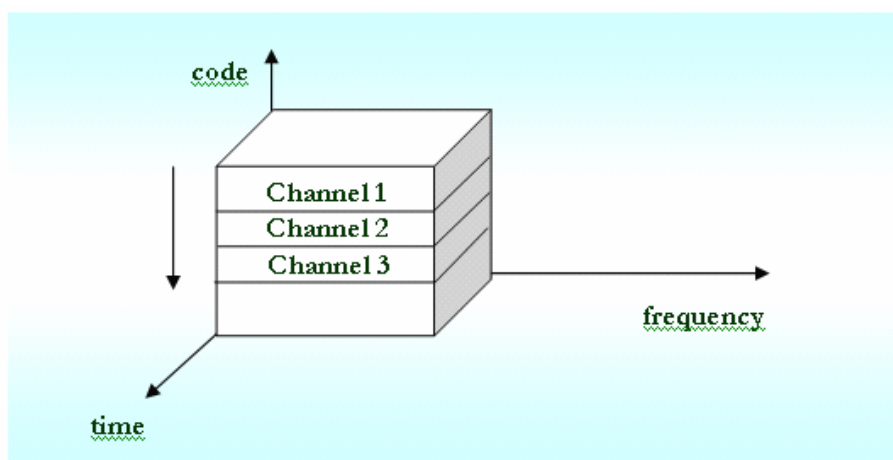 code
Channel 1
Channel 2
Channel 3
frequency
time